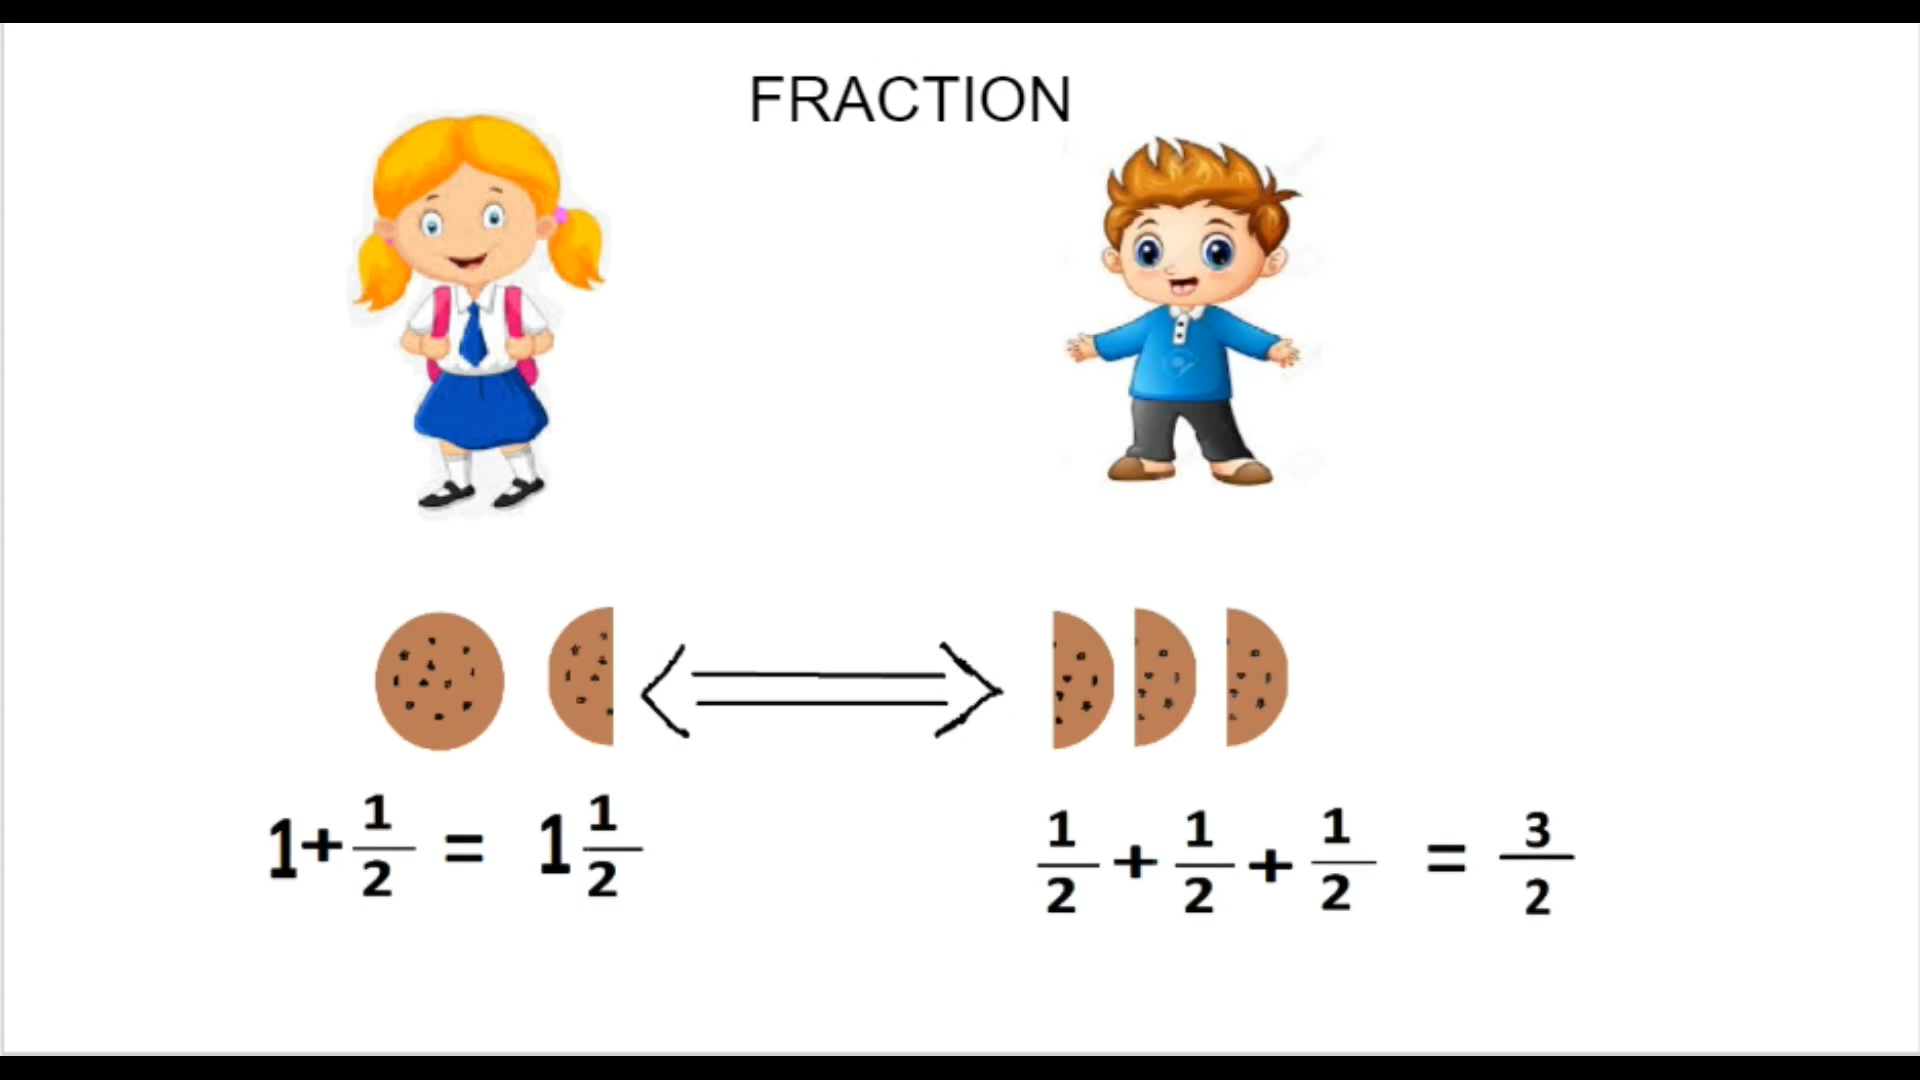 FRACTION
1+1/2 = 1 1/2
1/2 + 1/2 + 1/2 = 3/2